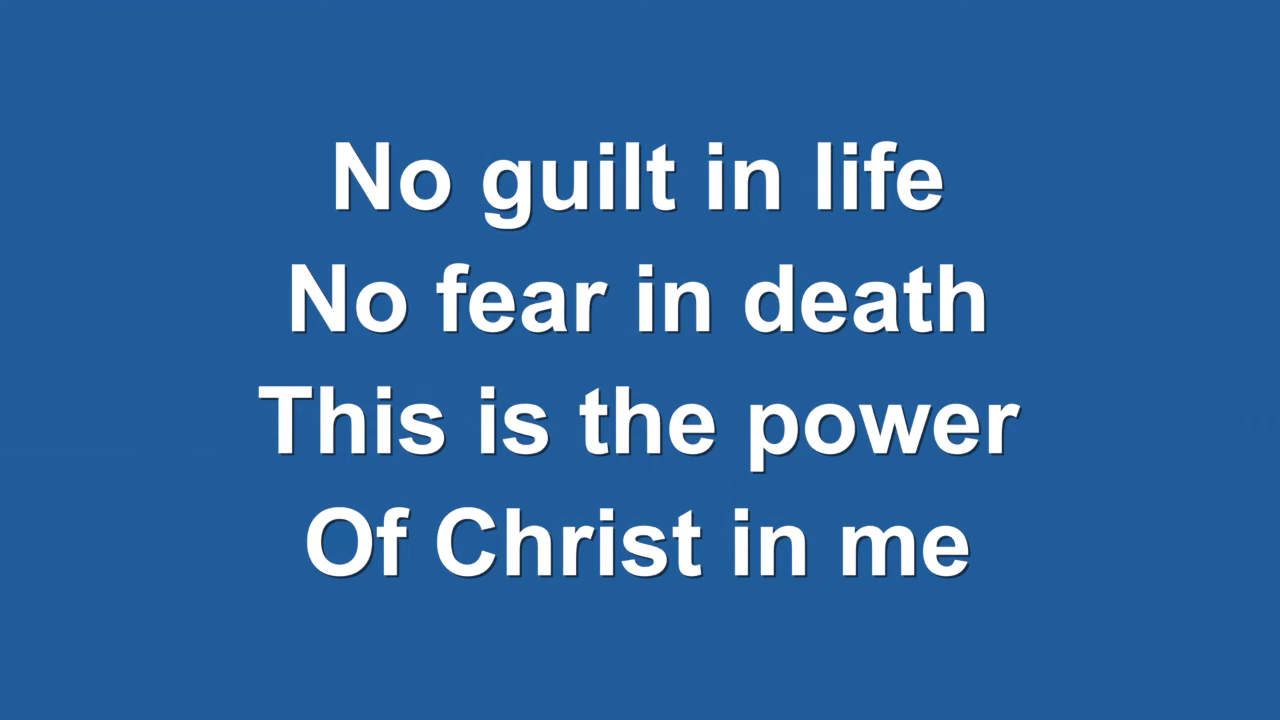 No guilt in life
No fear in death
This is the power
Of Christ in me